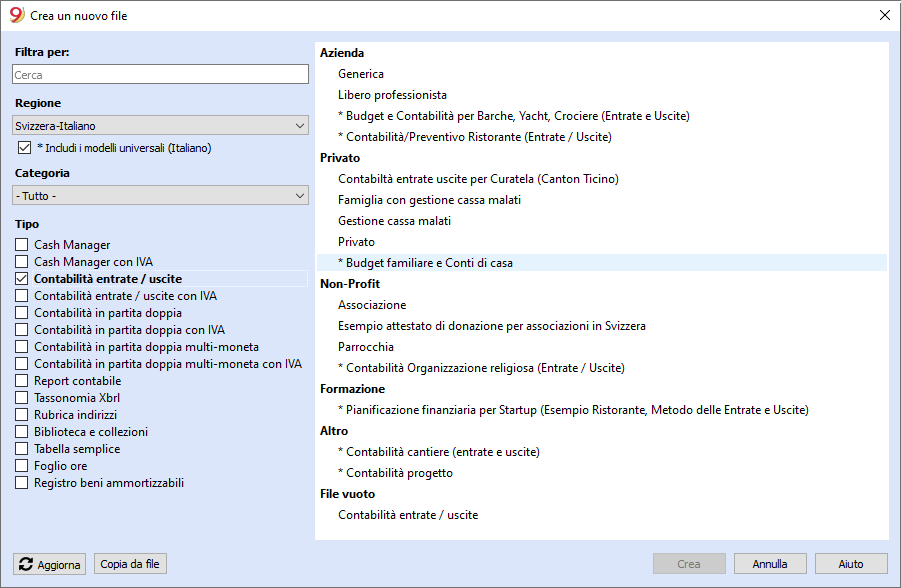 Crea un nuovo file
Filtra per:
Cerca
Regione
Svizzera-Italiano
* Includi i modelli universali (Italiano)
Categoria
- Tutto -
Tipo
Cash Manager
Cash Manager con IVA
Contabilità entrate / uscite
Contabilità entrate / uscite con IVA
Contabilità in partita doppia
Contabilità in partita doppia con IVA
Contabilità in partita doppia multi-moneta
Contabilità in partita doppia multi-moneta con IVA
Report contabile
Tassonomia Xbrl
Rubrica indirizzi
Biblioteca e collezioni
Tabella semplice
Foglio ore
Registro beni ammortizzabili
Azienda
Generica
Libero professionista
* Budget e Contabilità per Barche, Yacht, Crociere (Entrate e Uscite)
* Contabilità/Preventivo Ristorante (Entrate / Uscite)
Privato
Contabiltà entrate uscite per Curatela (Canton Ticino)
Famiglia con gestione cassa malati
Gestione cassa malati
Privato
* Budget familiare e Conti di casa
Non-Profit
Associazione
Esempio attestato di donazione per associazioni in Svizzera
Parrocchia
* Contabilità Organizzazione religiosa (Entrate / Uscite)
Formazione
* Pianificazione finanziaria per Startup (Esempio Ristorante, Metodo delle Entrate e Uscite)
Altro
* Contabilità cantiere (entrate e uscite)
* Contabilità progetto
File vuoto
Contabilità entrate / uscite
Aggiorna
Copia da file
Crea
Annulla
Aiuto